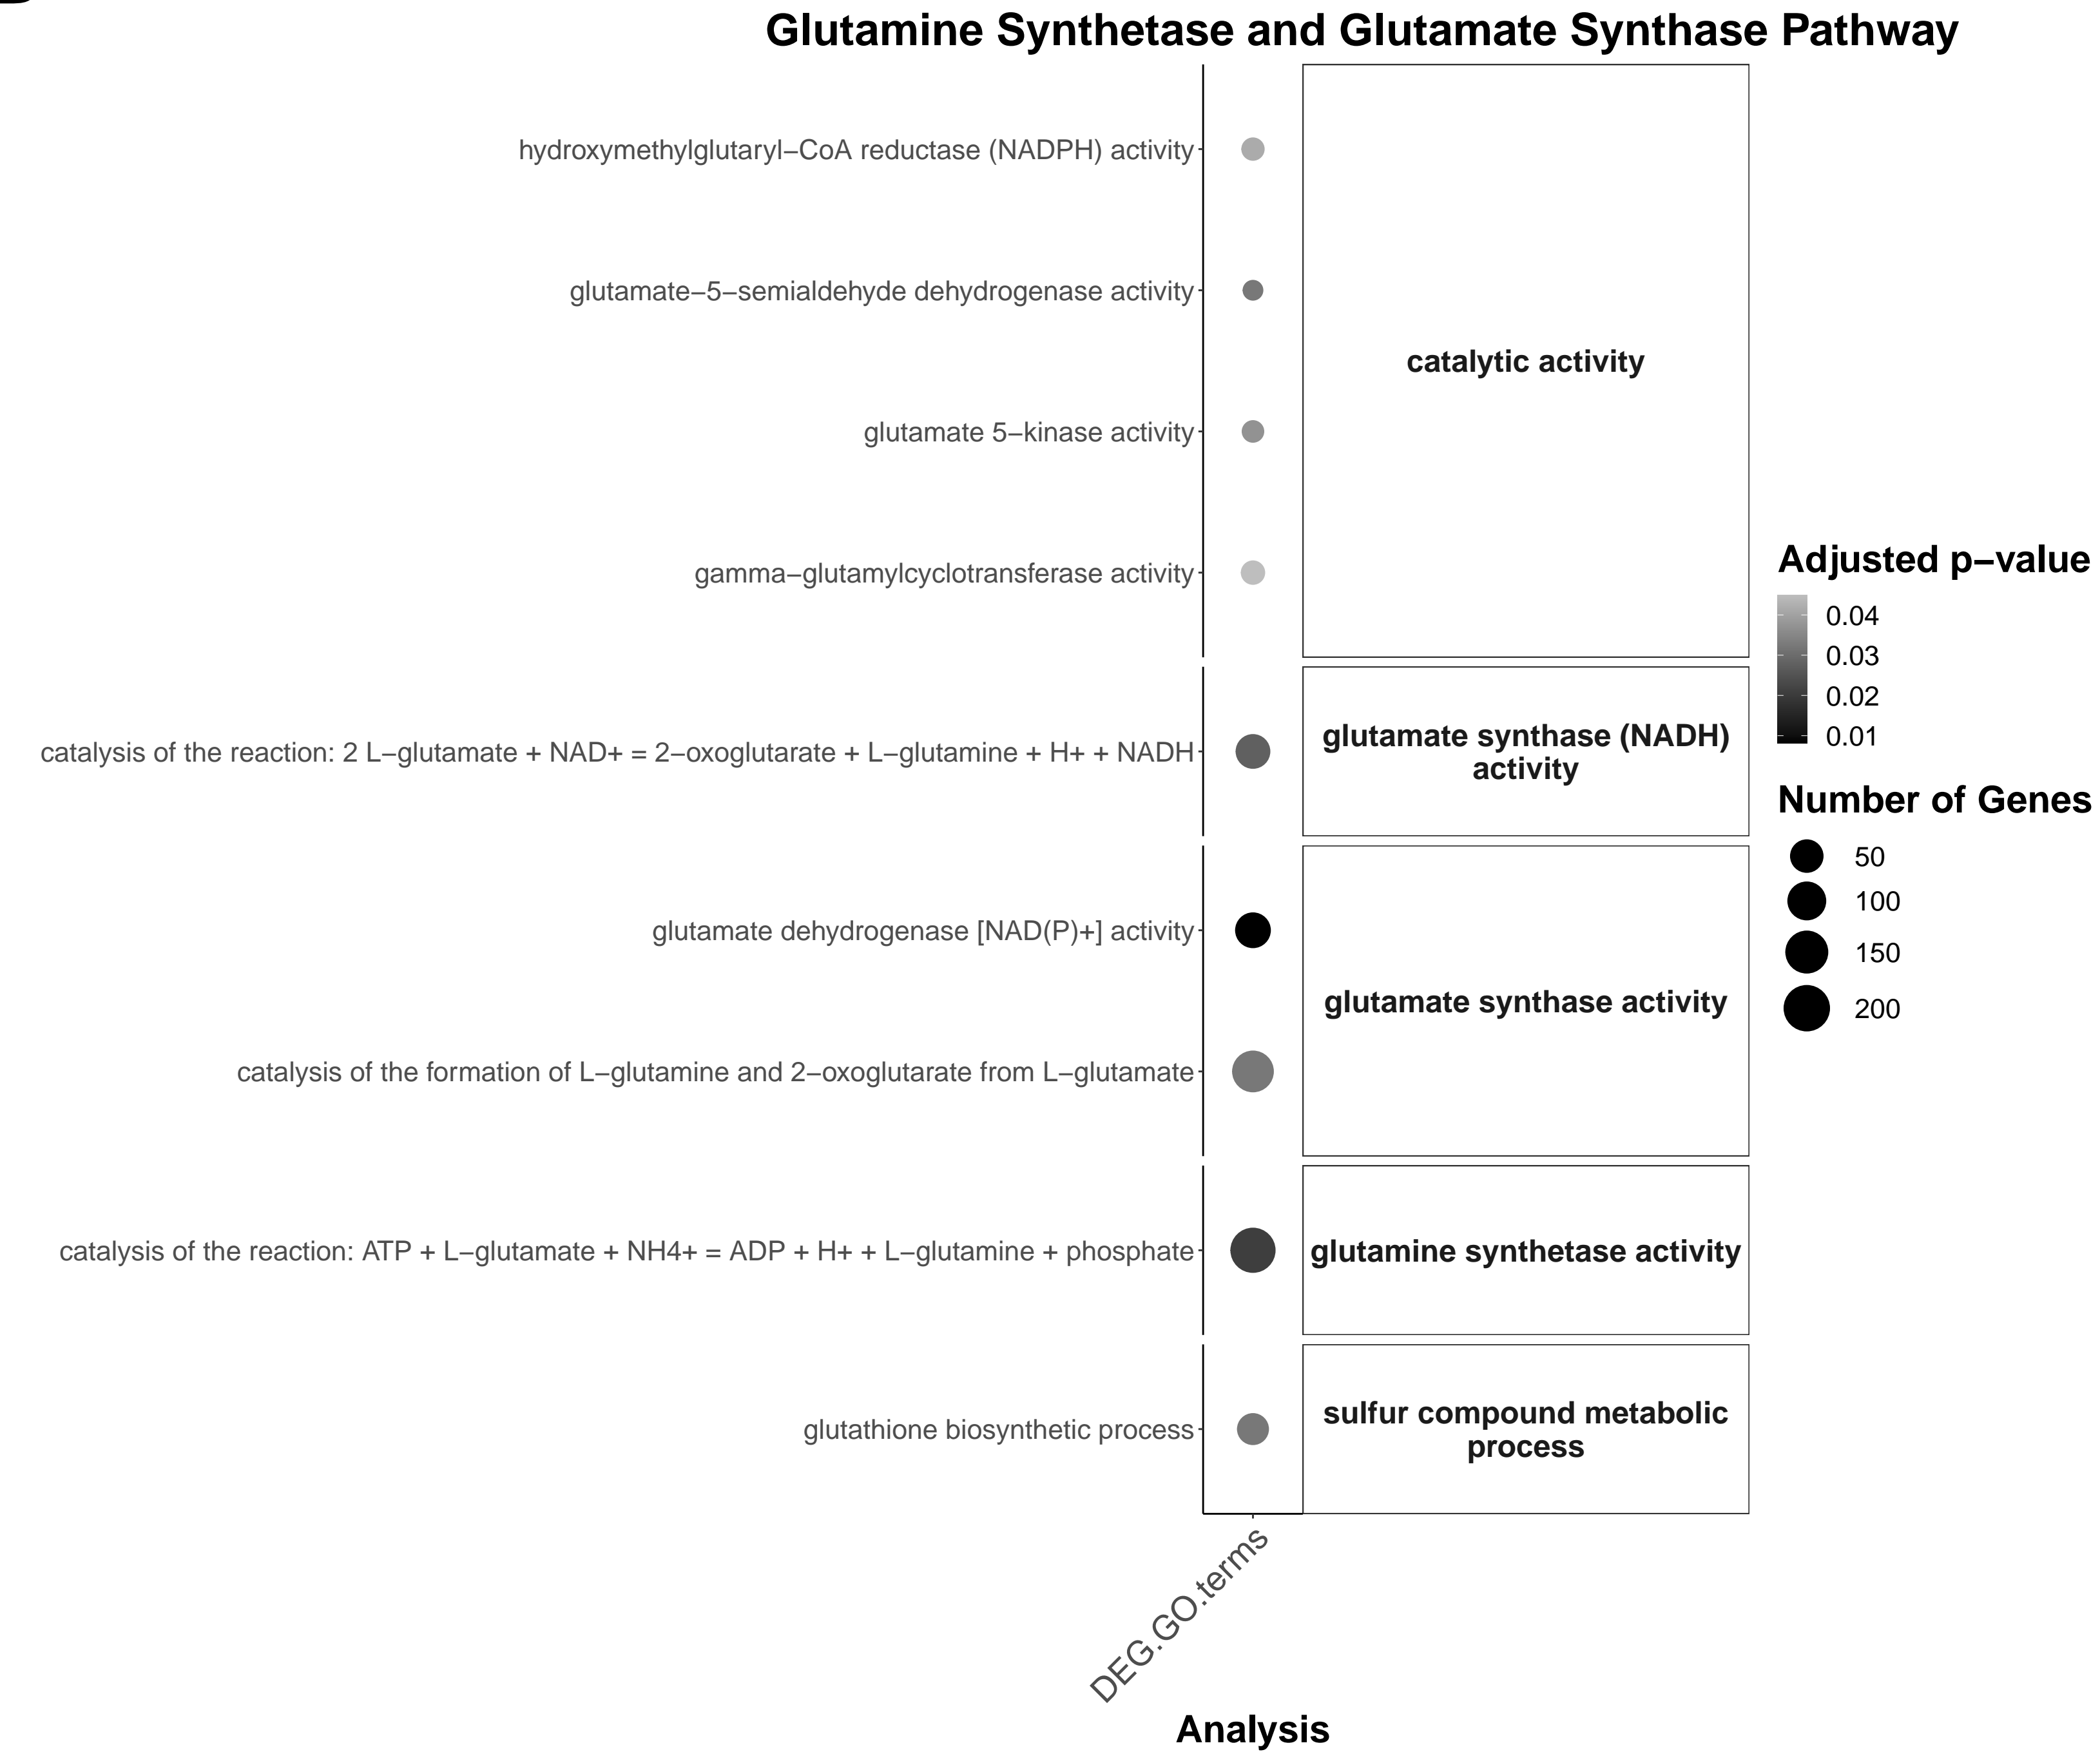 Glutamine Synthetase and Glutamate Synthase Pathway
hydroxymethylglutaryl−CoA reductase (NADPH) activity
glutamate−5−semialdehyde dehydrogenase activity
catalytic activity
glutamate 5−kinase activity
gamma−glutamylcyclotransferase activity
catalysis of the reaction: 2 L−glutamate + NAD+ = 2−oxoglutarate + L−glutamine + H+ + NADH
glutamate synthase (NADH)
activity
glutamate dehydrogenase [NAD(P)+] activity
glutamate synthase activity
catalysis of the formation of L−glutamine and 2−oxoglutarate from L−glutamate
catalysis of the reaction: ATP + L−glutamate + NH4+ = ADP + H+ + L−glutamine + phosphate
glutamine synthetase activity
glutathione biosynthetic process
sulfur compound metabolic
process
DEG.GO.terms
Analysis
Adjusted p−value
0.04
0.03
0.02
0.01
Number of Genes
50
100
150
200